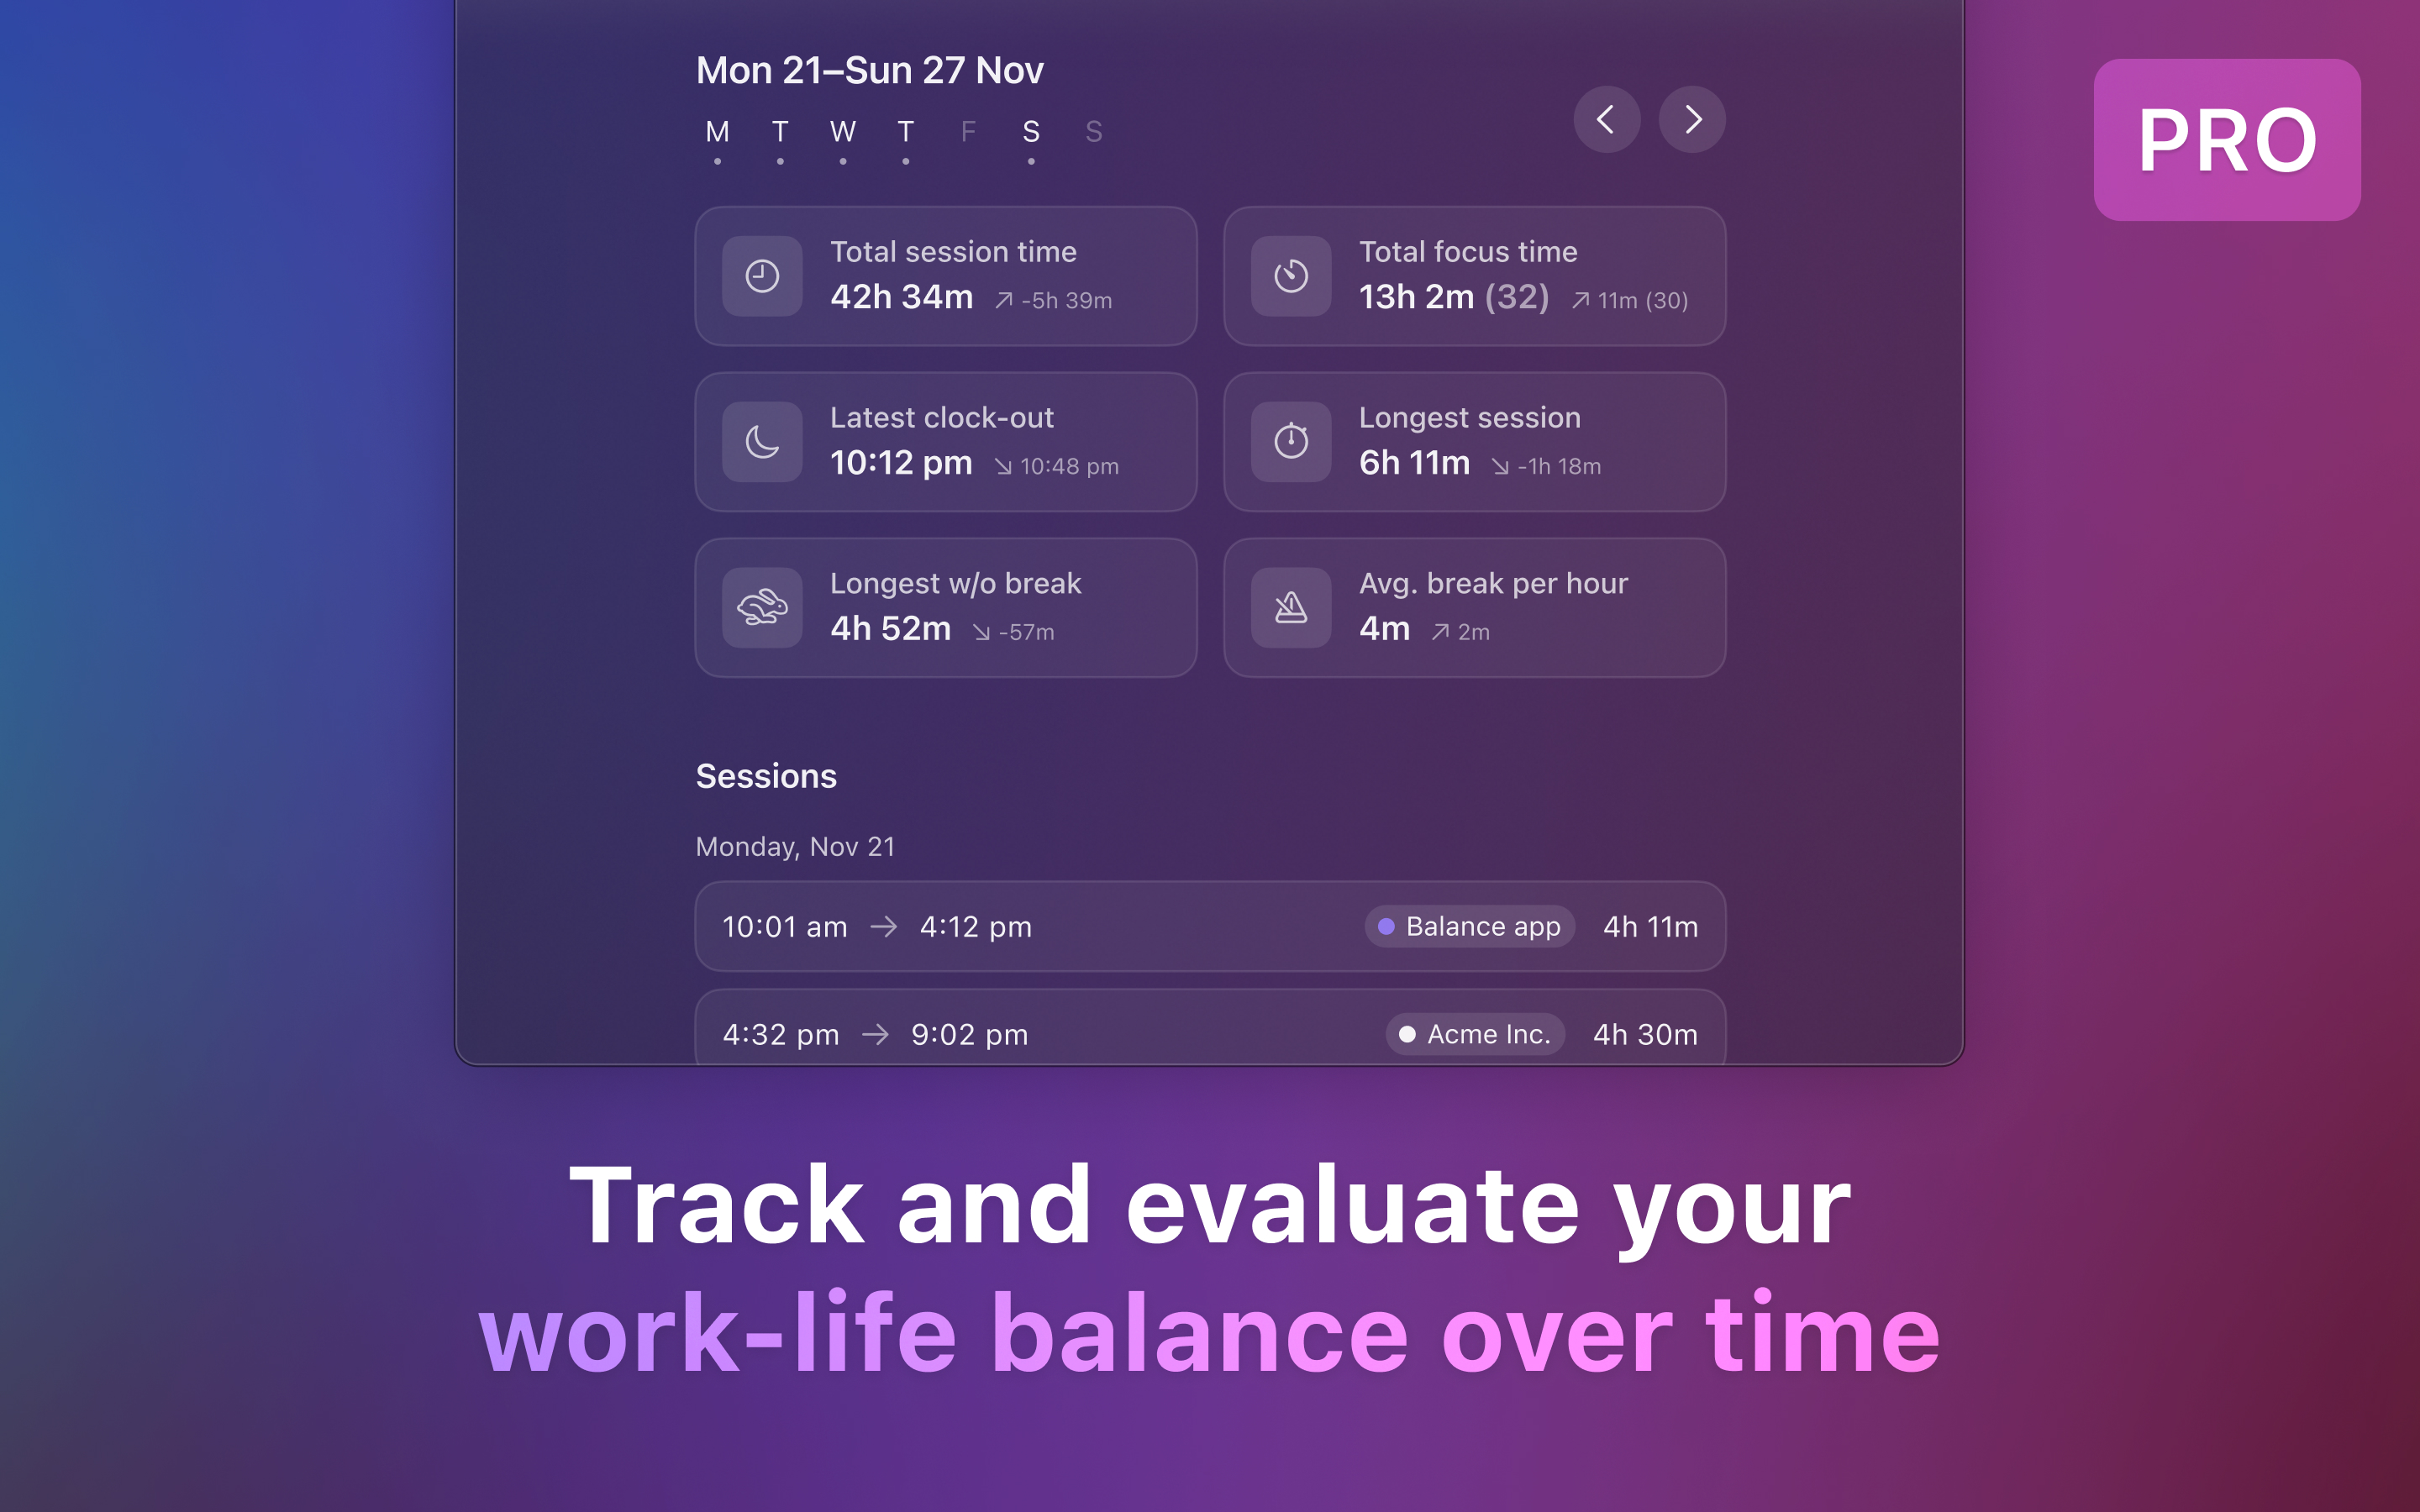 Mon 21–Sun 27 Nov
PRO
M T W T F S S
Total session time
42h 34m ↗ -5h 39m
Total focus time
13h 2m (32) ↗ 11m (30)
Latest clock-out
10:12 pm ↘ 10:48 pm
Longest session
6h 11m ↘ -1h 18m
Longest w/o break
4h 52m ↘ -57m
Avg. break per hour
4m ↗ 2m
Sessions
Monday, Nov 21
10:01 am → 4:12 pm Balance app 4h 11m
4:32 pm → 9:02 pm Acme Inc. 4h 30m
Track and evaluate your
work-life balance over time